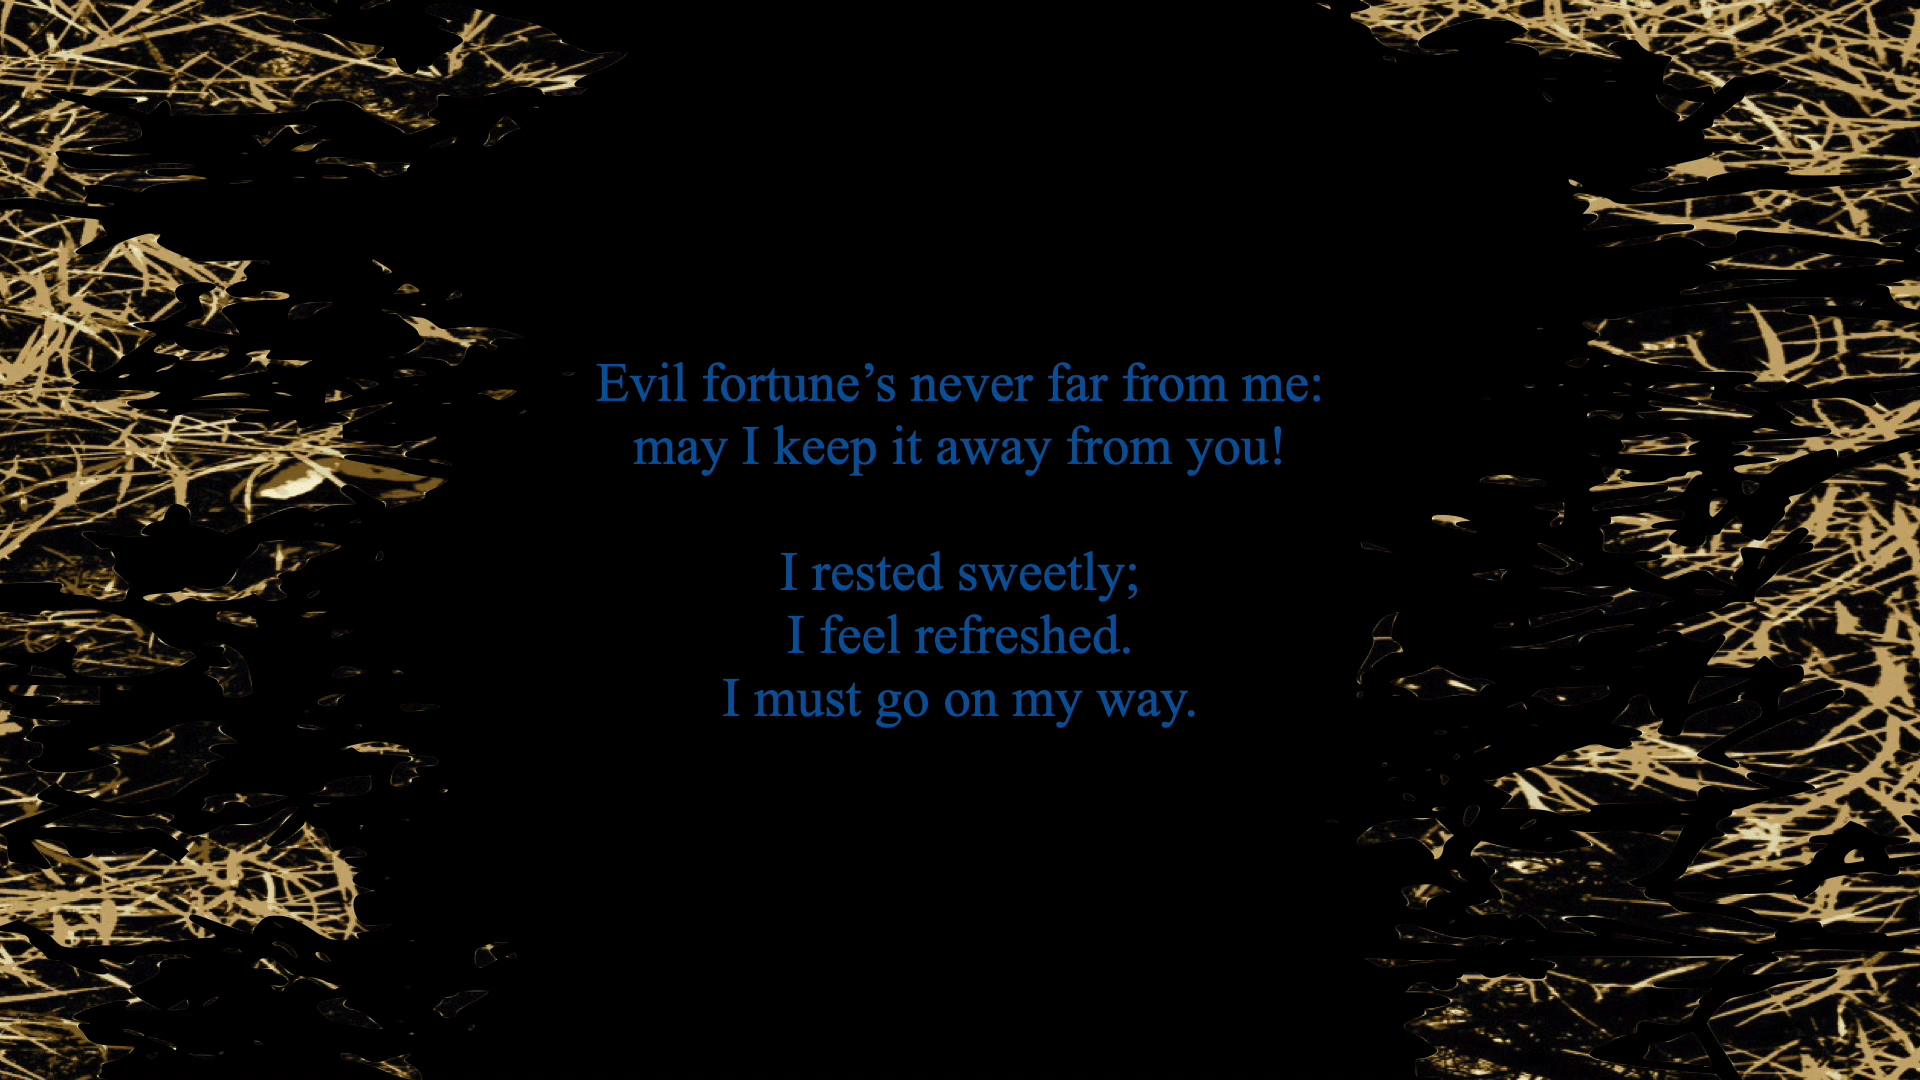 Evil fortune’s never far from me:
may I keep it away from you!
I rested sweetly;
I feel refreshed.
I must go on my way.